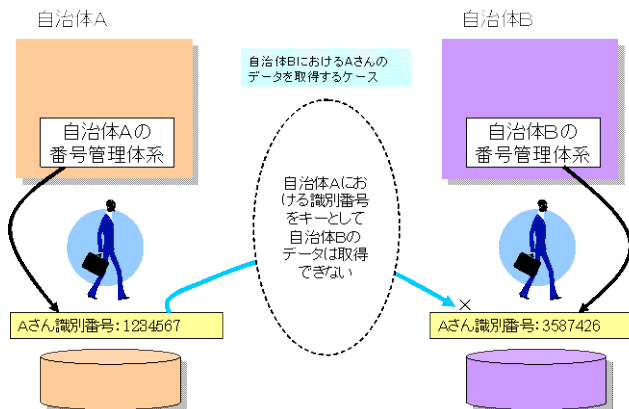 自治体A
自治体B
自治体BにおけるAさんの
データを取得するケース
自治体Aの
番号管理体系
自治体Bの
番号管理体系
自治体Aにお
ける識別番号
をキーとして
自治体Bの
データは取得
できない
×
Aさん識別番号:1234567
Aさん識別番号:3587426